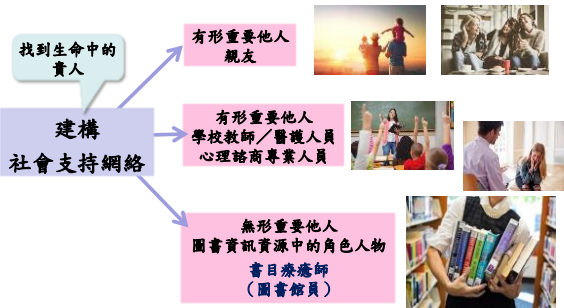 找到生命中的
貴人
建構
社會支持網絡
有形重要他人
親友
有形重要他人
學校教師／醫護人員
心理諮商專業人員
無形重要他人
圖書資訊資源中的角色人物
書目療癒師
（圖書館員）